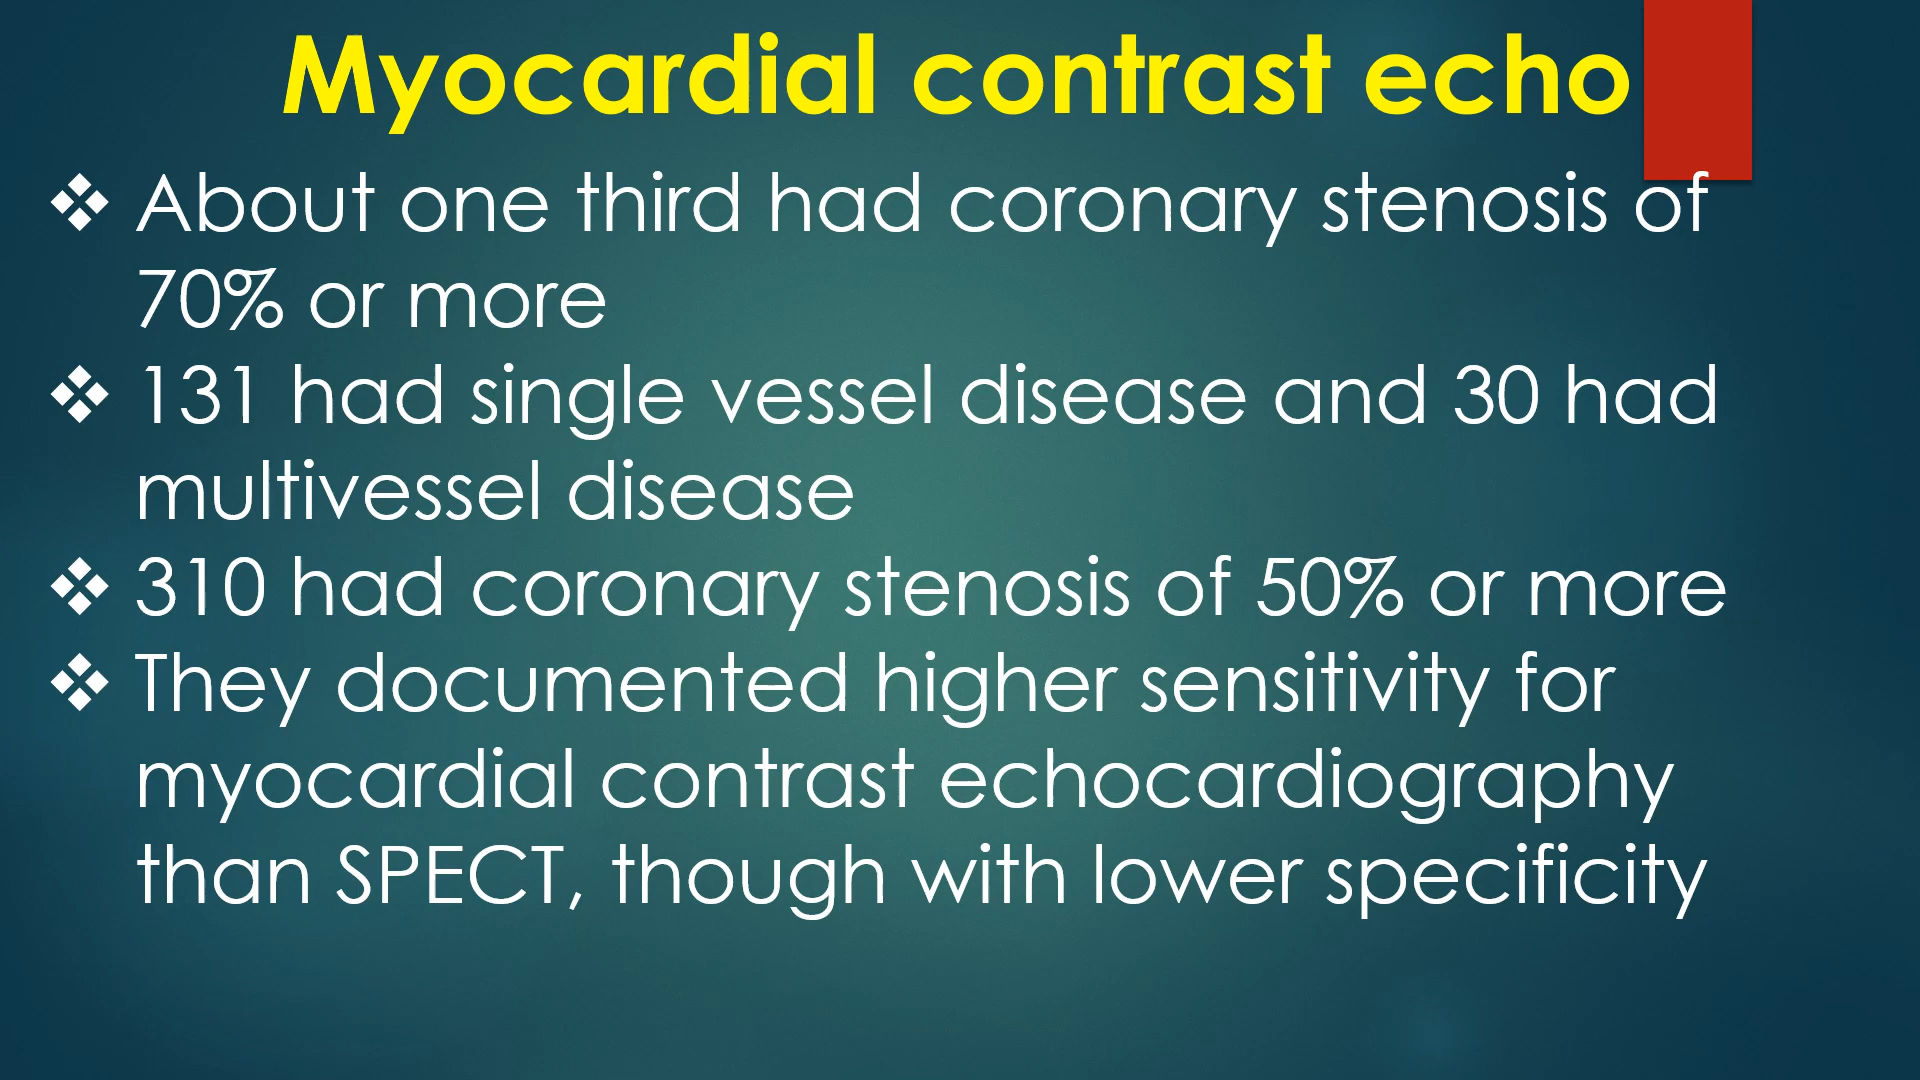 Myocardial contrast echo
❖ About one third had coronary stenosis of
70% or more
❖ 131 had single vessel disease and 30 had
multivessel disease
❖ 310 had coronary stenosis of 50% or more
❖ They documented higher sensitivity for
myocardial contrast echocardiography
than SPECT, though with lower specificity